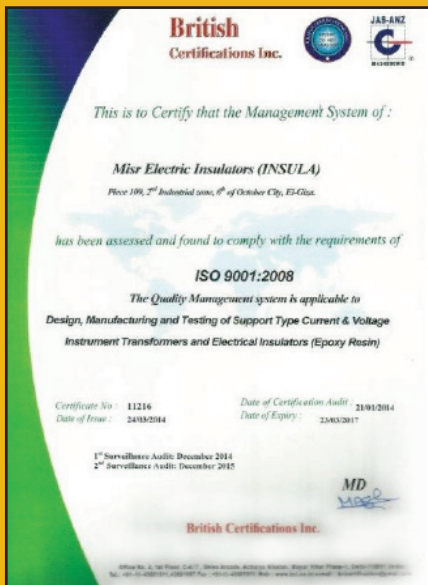 British
Certifications Inc.
JAS-ANZ
This is to Certify that the Management System of :
Misr Electric Insulators (INSULA)
Piece 109, 2nd Industrial zone, 6th of October City, El-Giza.
has been assessed and found to comply with the requirements of
ISO 9001:2008
The Quality Management system is applicable to
Design, Manufacturing and Testing of Support Type Current & Voltage
Instrument Transformers and Electrical Insulators (Epoxy Resin)
Certificate No : 11216
Date of Issue : 24/03/2014
Date of Certification Audit : 21/01/2014
Date of Expiry : 23/03/2017
1st Surveillance Audit: December 2014
2nd Surveillance Audit: December 2015
MD
British Certifications Inc.